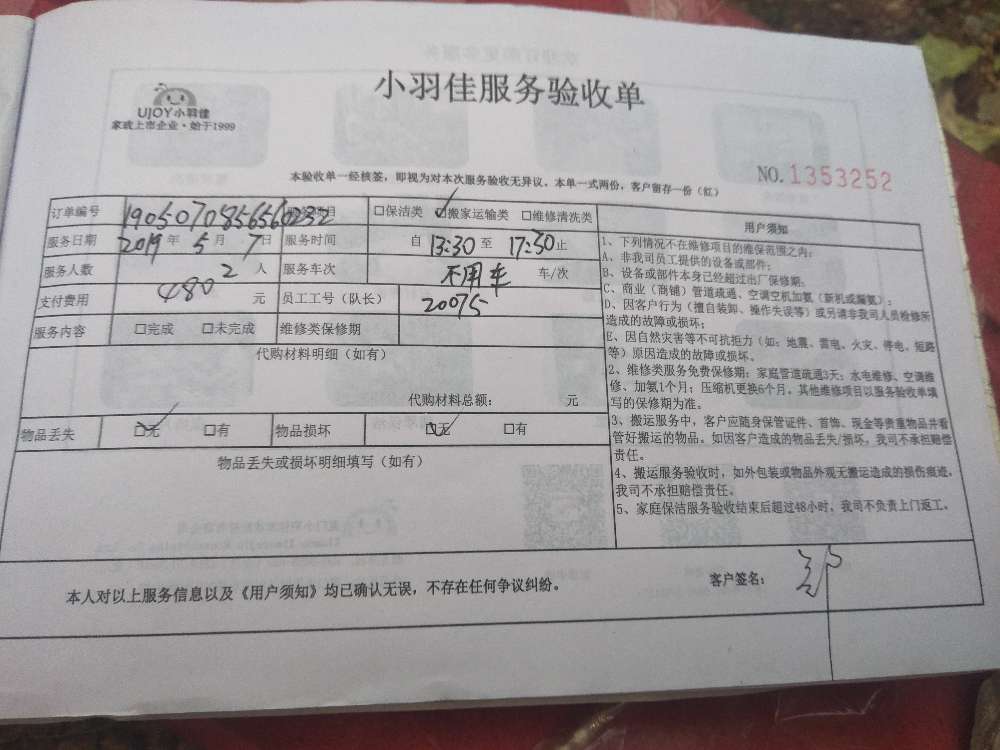 小羽佳服务验收单
UJOY小羽佳
家政上市企业·始于1999
本验收单一经核签，即视为对本次服务验收无异议。本单一式两份，客户留存一份（红）
NO.1353252
订单编号 项目 □保洁类 ☑搬家运输类 □维修清洗类
服务日期 2019年5月7日 服务时间 自 13:30 至 17:30 止
服务人数 2 人 服务车次 不用车 车/次
支付费用 480 元 员工工号（队长） 20075
服务内容 □完成 □未完成 维修类保修期
代购材料明细（如有）
代购材料总额： 元
物品丢失 ☑无 □有 物品损坏 ☑无 □有
物品丢失或损坏明细填写（如有）
用户须知
1、下列情况不在维修项目的维保范围之内：
A、非我司员工提供的设备或部件；
B、设备或部件本身已经超过出厂保修期；
C、商业（商铺）管道疏通、空调空机加氨（新机或漏氨）；
D、因客户行为（擅自装卸、操作失误等）或另请非我司人员检修所
造成的故障或损坏；
E、因自然灾害等不可抗拒力（如：地震、雷电、火灾、停电、短路
等）原因造成的故障或损坏。
2、维修类服务免费保修期：家庭管道疏通3天；水电维修、空调维
修、加氨1个月；压缩机更换6个月。其他维修项目以服务验收单填
写的保修期为准。
3、搬运服务中，客户应随身保管证件、首饰、现金等贵重物品并看
管好搬运的物品。如因客户造成的物品丢失/损坏，我司不承担赔偿
责任。
4、搬运服务验收时，如外包装或物品外观无搬运造成的损伤痕迹，
我司不承担赔偿责任。
5、家庭保洁服务验收结束后超过48小时，我司不负责上门返工。
本人对以上服务信息以及《用户须知》均已确认无误，不存在任何争议纠纷。
客户签名：